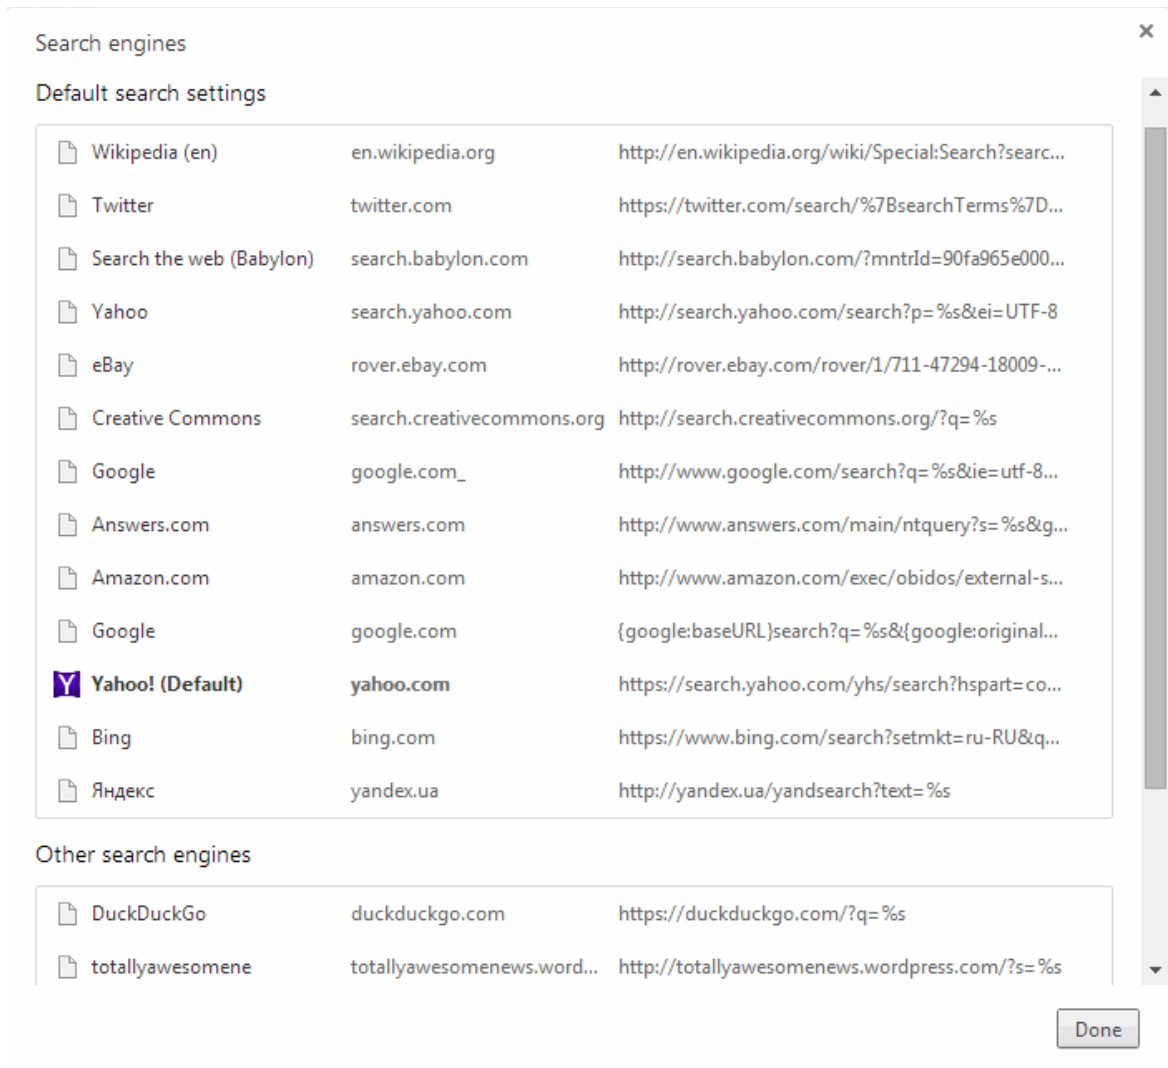 Search engines
Default search settings
Wikipedia (en) en.wikipedia.org http://en.wikipedia.org/wiki/Special:Search?searc...
Twitter twitter.com https://twitter.com/search/%7BsearchTerms%7D...
Search the web (Babylon) search.babylon.com http://search.babylon.com/?mntrId=90fa965e000...
Yahoo search.yahoo.com http://search.yahoo.com/search?p=%s&ei=UTF-8
eBay rover.ebay.com http://rover.ebay.com/rover/1/711-47294-18009-...
Creative Commons search.creativecommons.org http://search.creativecommons.org/?q=%s
Google google.com_ http://www.google.com/search?q=%s&ie=utf-8...
Answers.com answers.com http://www.answers.com/main/ntquery?s=%s&g...
Amazon.com amazon.com http://www.amazon.com/exec/obidos/external-s...
Google google.com {google:baseURL}search?q=%s&{google:original...
Yahoo! (Default) yahoo.com https://search.yahoo.com/yhs/search?hspart=co...
Bing bing.com https://www.bing.com/search?setmkt=ru-RU&q...
Яндекс yandex.ua http://yandex.ua/yandsearch?text=%s
Other search engines
DuckDuckGo duckduckgo.com https://duckduckgo.com/?q=%s
totallyawesomene totallyawesomenews.word... http://totallyawesomenews.wordpress.com/?s=%s
Done